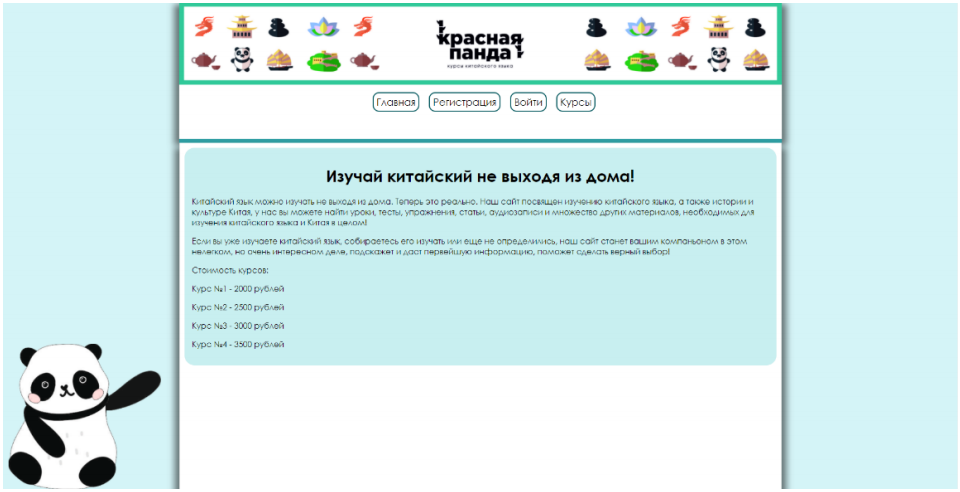 красная
панда
курсы китайского языка
Главная Регистрация Войти Курсы
Изучай китайский не выходя из дома!
Китайский язык можно изучать не выходя из дома. Теперь это реально. Наш сайт посвящен изучению китайского языка, а также истории и
культуре Китая, у нас вы можете найти уроки, тесты, упражнения, статьи, аудиозаписи и множество других материалов, необходимых для
изучения китайского языка и Китая в целом!
Если вы уже изучаете китайский язык, собираетесь его изучать или еще не определились, наш сайт станет вашим компаньоном в этом
нелегком, но очень интересном деле, подскажет и даст первейшую информацию, поможет сделать верный выбор!
Стоимость курсов:
Курс №1 - 2000 рублей
Курс №2 - 2500 рублей
Курс №3 - 3000 рублей
Курс №4 - 3500 рублей